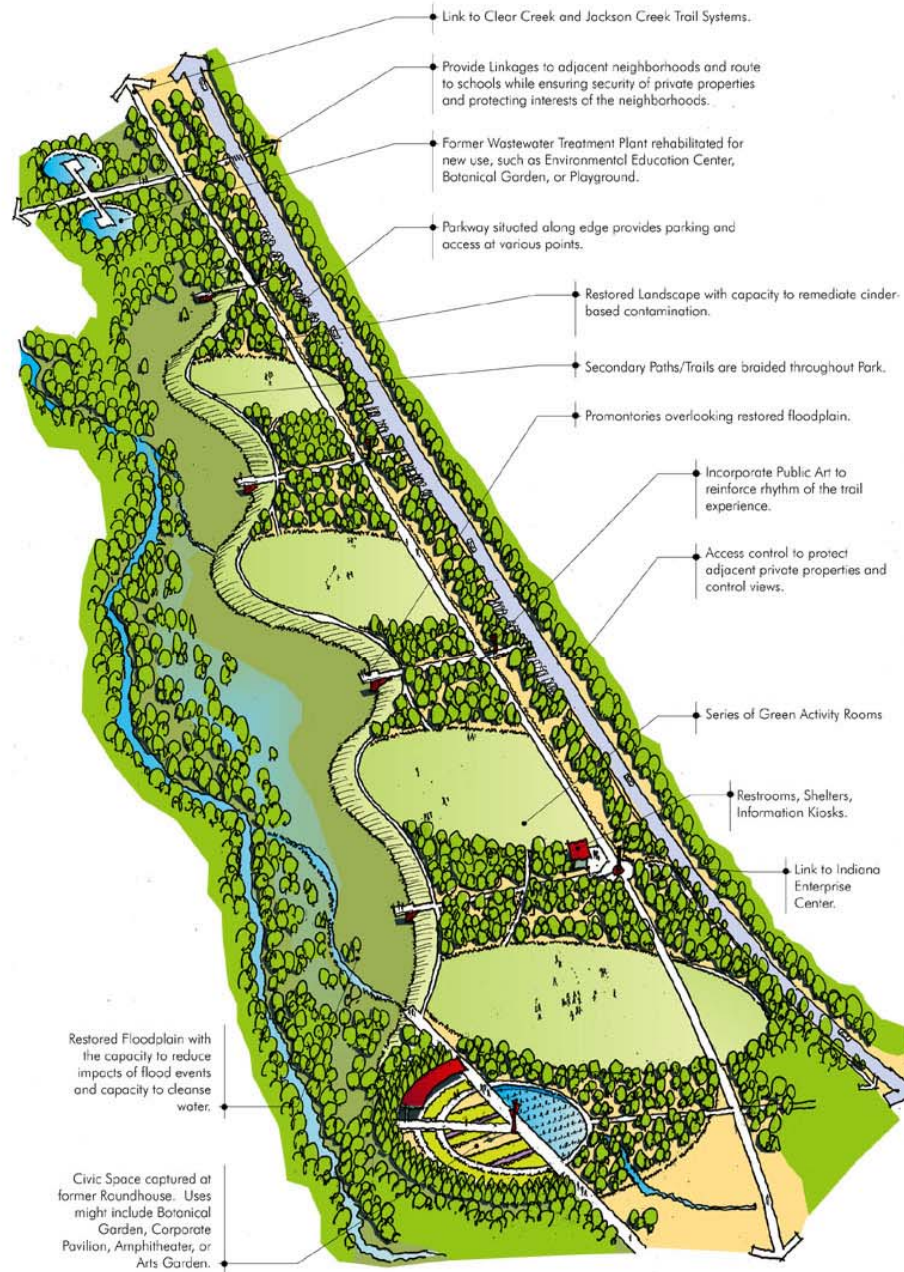 Link to Clear Creek and Jackson Creek Trail Systems.
Provide Linkages to adjacent neighborhoods and route
to schools while ensuring security of private properties
and protecting interests of the neighborhoods.
Former Wastewater Treatment Plant rehabilitated for
new use, such as Environmental Education Center,
Botanical Garden, or Playground.
Parkway situated along edge provides parking and
access at various points.
Restored Landscape with capacity to remediate cinder-
based contamination.
Secondary Paths/Trails are braided throughout Park.
Promontories overlooking restored floodplain.
Incorporate Public Art to
reinforce rhythm of the trail
experience.
Access control to protect
adjacent private properties and
control views.
Series of Green Activity Rooms
Restrooms, Shelters,
Information Kiosks.
Link to Indiana
Enterprise
Center.
Restored Floodplain with
the capacity to reduce
impacts of flood events
and capacity to cleanse
water.
Civic Space captured at
former Roundhouse. Uses
might include Botanical
Garden, Corporate
Pavilion, Amphitheater, or
Arts Garden.